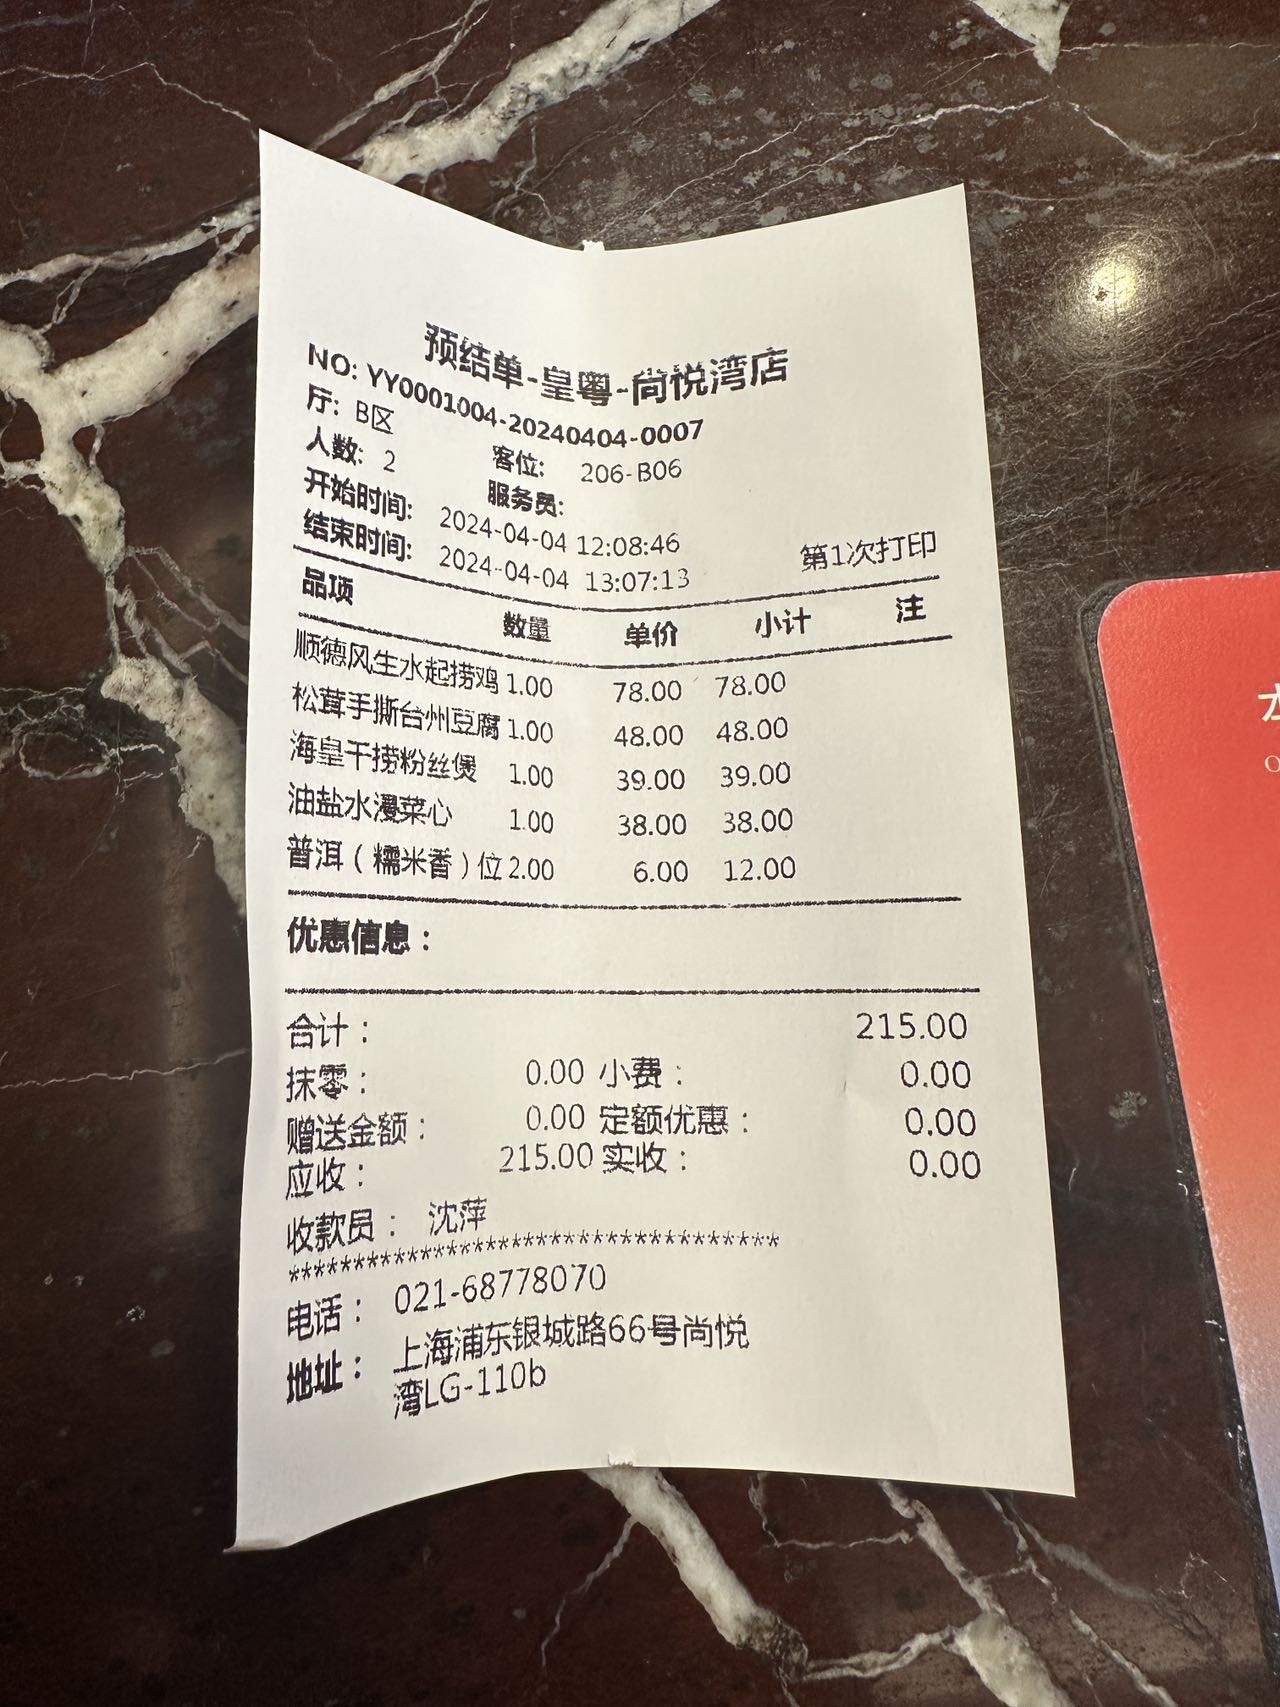 预结单-皇粤-尚悦湾店
NO: YY0001004-20240404-0007
厅: B区
客位: 206-B06
人数: 2
服务员:
开始时间: 2024-04-04 12:08:46
结束时间: 2024-04-04 13:07:13 第1次打印
品项 数量 单价 小计 注
顺德风生水起捞鸡 1.00 78.00 78.00
松茸手撕台州豆腐 1.00 48.00 48.00
海皇干捞粉丝煲 1.00 39.00 39.00
油盐水浸菜心 1.00 38.00 38.00
普洱（糯米香）位 2.00 6.00 12.00
优惠信息：
合计： 215.00
抹零： 0.00 小费： 0.00
赠送金额： 0.00 定额优惠： 0.00
应收： 215.00 实收： 0.00
收款员： 沈萍
**************************************
电话： 021-68778070
地址： 上海浦东银城路66号尚悦
湾LG-110b